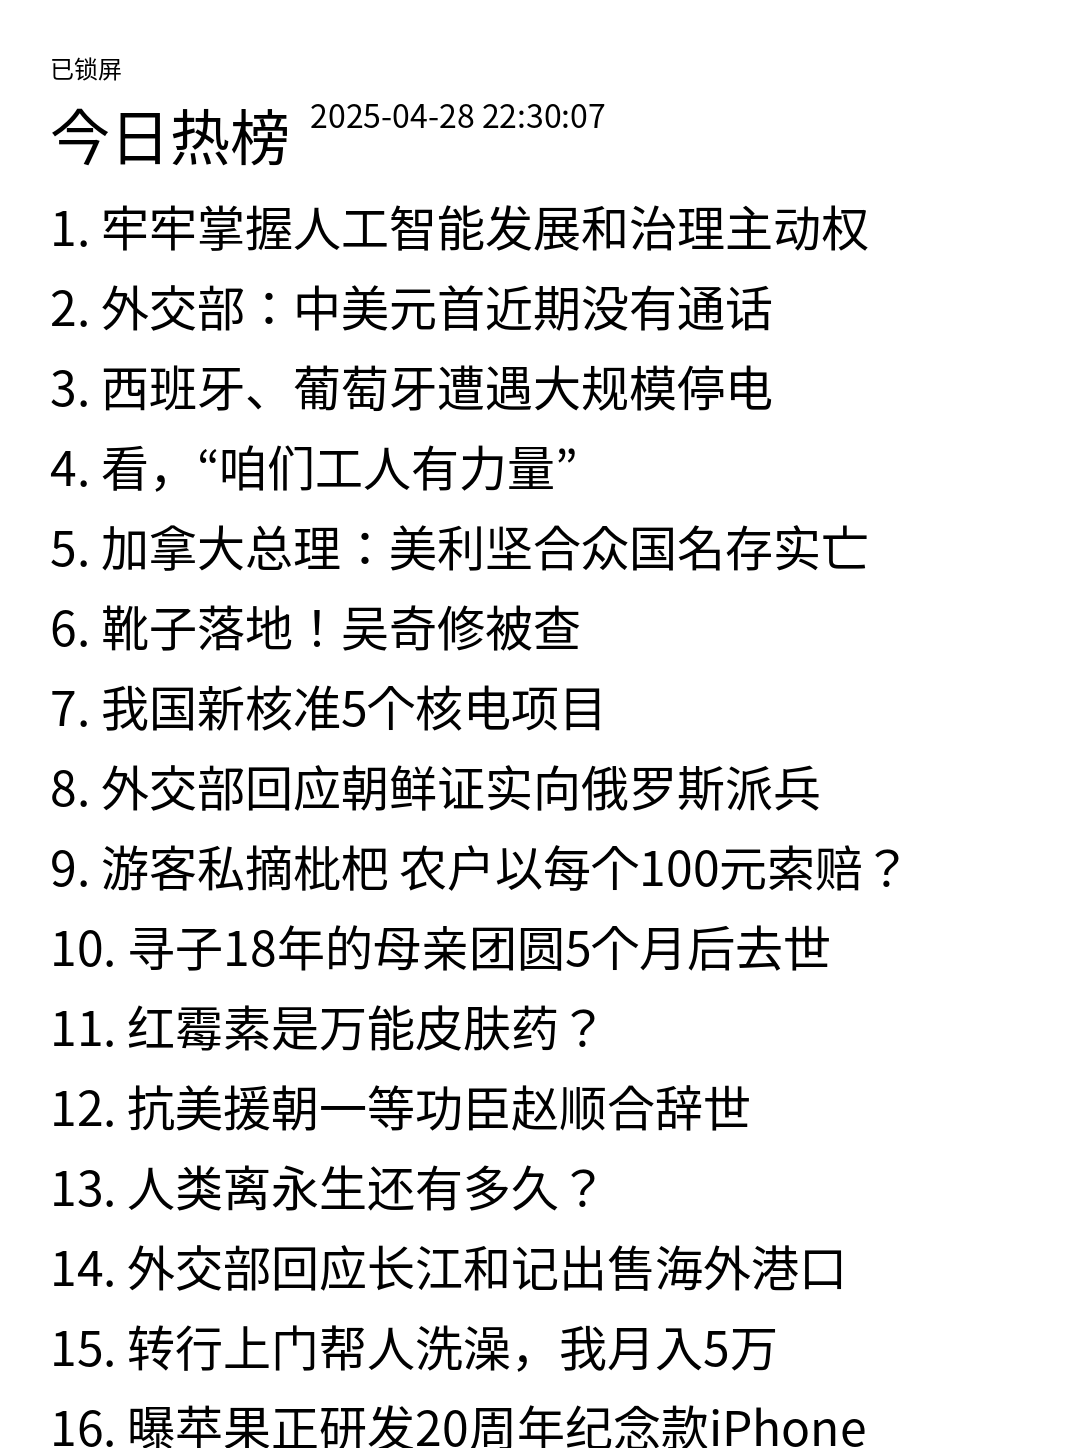 已锁屏
今日热榜 2025-04-28 22:30:07
1. 牢牢掌握人工智能发展和治理主动权
2. 外交部：中美元首近期没有通话
3. 西班牙、葡萄牙遭遇大规模停电
4. 看，“咱们工人有力量”
5. 加拿大总理：美利坚合众国名存实亡
6. 靴子落地！吴奇修被查
7. 我国新核准5个核电项目
8. 外交部回应朝鲜证实向俄罗斯派兵
9. 游客私摘枇杷 农户以每个100元索赔？
10. 寻子18年的母亲团圆5个月后去世
11. 红霉素是万能皮肤药？
12. 抗美援朝一等功臣赵顺合辞世
13. 人类离永生还有多久？
14. 外交部回应长江和记出售海外港口
15. 转行上门帮人洗澡，我月入5万
16. 曝苹果正研发20周年纪念款iPhone